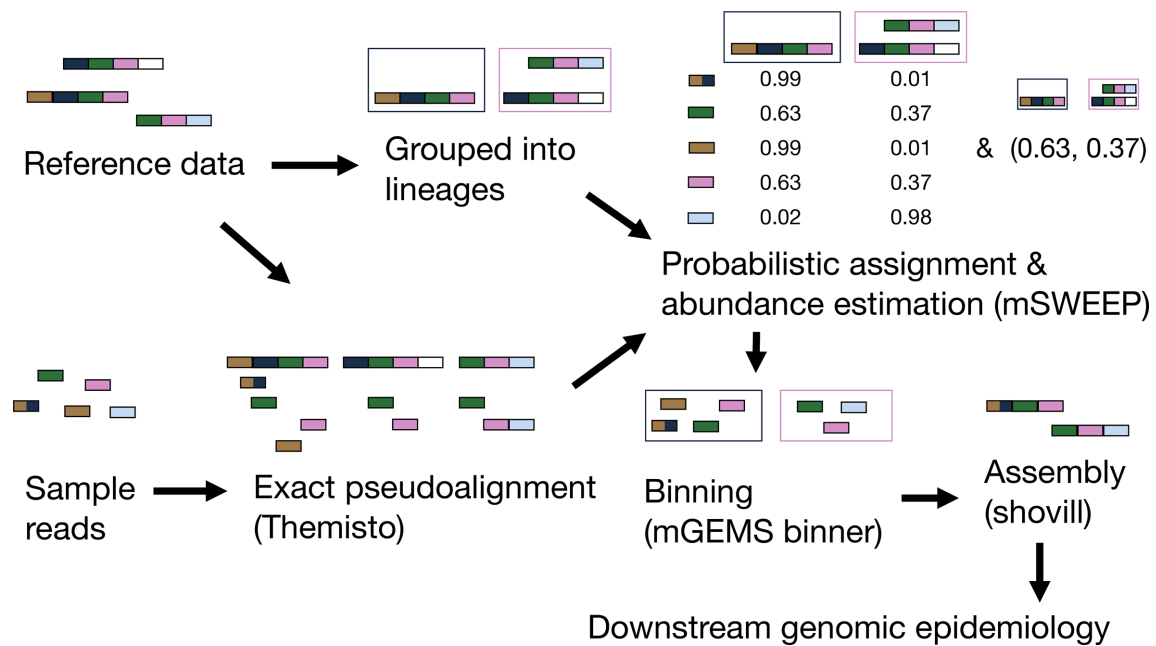 Reference data
Grouped into
lineages
0.99 0.01
0.63 0.37
0.99 0.01
0.63 0.37
0.02 0.98
& (0.63, 0.37)
Probabilistic assignment &
abundance estimation (mSWEEP)
Sample
reads
Exact pseudoalignment
(Themisto)
Binning
(mGEMS binner)
Assembly
(shovill)
Downstream genomic epidemiology